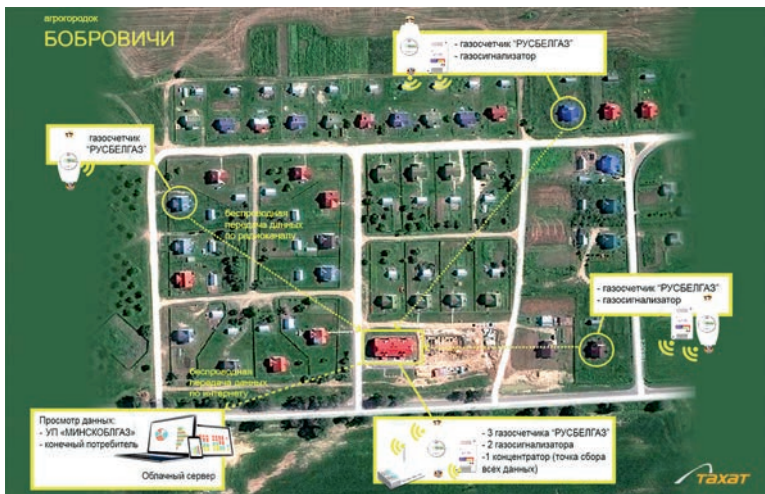 агрогородок
БОБРОВИЧИ
- газосчетчик "РУСБЕЛГАЗ"
- газосигнализатор
газосчетчик
"РУСБЕЛГАЗ"
беспроводная
передача данных
по радиоканалу
- газосчетчик "РУСБЕЛГАЗ"
- газосигнализатор
беспроводная
передача данных
по интернету
Просмотр данных:
- УП «МИНСКОБЛГАЗ»
- конечный потребитель
Облачный сервер
- 3 газосчетчика "РУСБЕЛГАЗ"
- 2 газосигнализатора
-1 концентратор (точка сбора
всех данных)
ТАХАТ